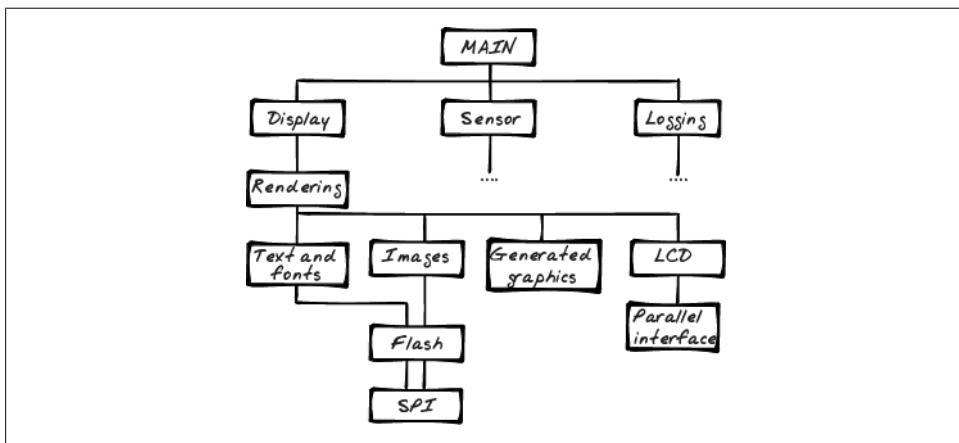 MAIN
Display
Sensor
Logging
....
....
Rendering
Text and
fonts
Images
Generated
graphics
LCD
Parallel
interface
Flash
SPI